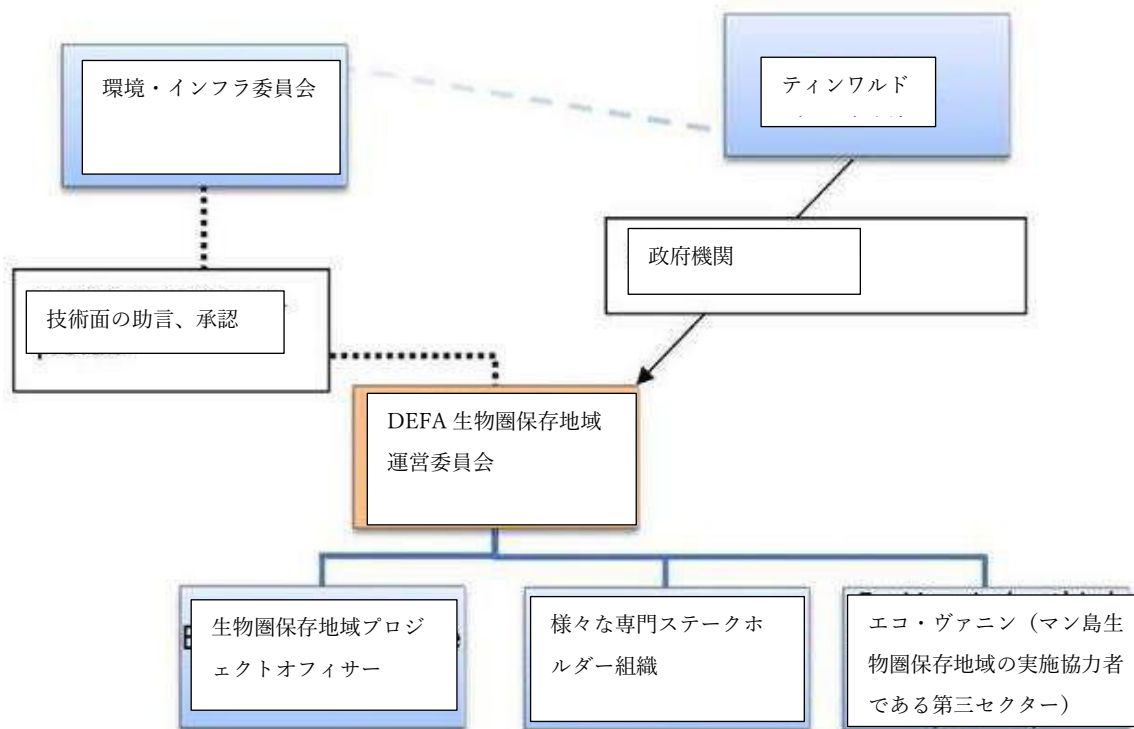 環境・インフラ委員会
ティンワルド
政府機関
技術面の助言、承認
DEFA 生物圏保存地域
運営委員会
生物圏保存地域プロジ
ェクトオフィサー
様々な専門ステークホ
ルダー組織
エコ・ヴァニン（マン島生
物圏保存地域の実施協力者
である第三セクター）